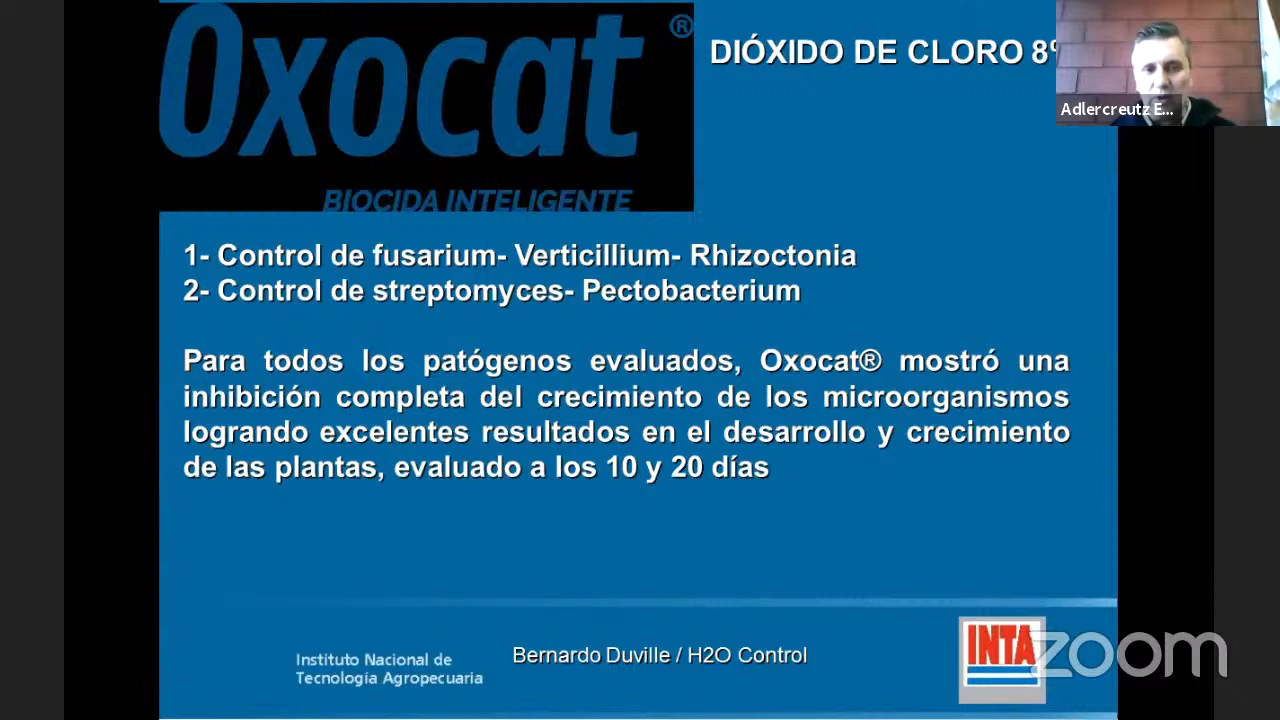 Oxocat®
BIOCIDA INTELIGENTE
DIÓXIDO DE CLORO 8º
Adlercreutz E...
1- Control de fusarium- Verticillium- Rhizoctonia
2- Control de streptomyces- Pectobacterium
Para todos los patógenos evaluados, Oxocat® mostró una
inhibición completa del crecimiento de los microorganismos
logrando excelentes resultados en el desarrollo y crecimiento
de las plantas, evaluado a los 10 y 20 días
Instituto Nacional de
Tecnología Agropecuaria
Bernardo Duville / H2O Control
INTA
zoom